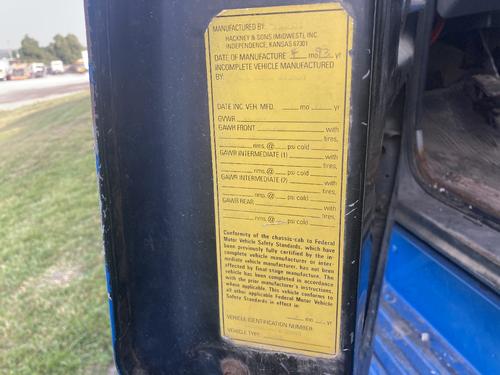 MANUFACTURED BY
HACKNEY & SONS (MIDWEST), INC.
INDEPENDENCE, KANSAS 67301
DATE OF MANUFACTURE mo 93 yr
INCOMPLETE VEHICLE MANUFACTURED
BY:
DATE INC. VEH. MFD. mo yr
GVWR
GAWR FRONT with
tires,
rims, @ psi cold
GAWR INTERMEDIATE (1) with
tires,
rims, @ psi cold
GAWR INTERMEDIATE (2) with
tires,
rims, @ psi cold
GAWR REAR with
tires,
rims, @ psi cold
Conformity of the chassis-cab to Federal
Motor Vehicle Safety Standards, which have
been previously fully certified by the in-
complete vehicle manufacturer or inter-
mediate vehicle manufacturer, has not been
affected by final stage manufacture. The
vehicle has been completed in accordance
with the prior manufacturer's instructions,
where applicable. This vehicle conforms to
all other applicable Federal Motor Vehicle
Safety Standards in effect in
mo yr
VEHICLE IDENTIFICATION NUMBER
VEHICLE TYPE